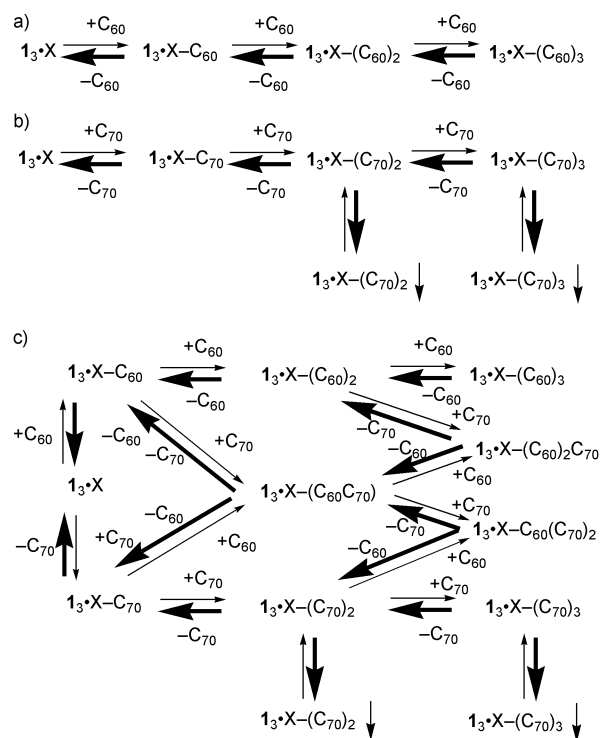 a)
+C60 +C60 +C60
1₃•X 1₃•X–C60 1₃•X–(C60)2 1₃•X–(C60)3
–C60 –C60 –C60
b)
+C70 +C70 +C70
1₃•X 1₃•X–C70 1₃•X–(C70)2 1₃•X–(C70)3
–C70 –C70 –C70
1₃•X–(C70)2 ↓ 1₃•X–(C70)3 ↓
c)
+C60 +C60
1₃•X–C60 1₃•X–(C60)2 1₃•X–(C60)3
–C60 –C60
+C60 –C60 +C70 –C70 +C70
–C70 –C60 1₃•X–(C60)2C70
1₃•X 1₃•X–(C60C70) +C60
–C60 +C70
–C70 +C70 +C60 –C60 –C70 1₃•X–C60(C70)2
+C60
+C70 +C70
1₃•X–C70 1₃•X–(C70)2 1₃•X–(C70)3
–C70 –C70
1₃•X–(C70)2 ↓ 1₃•X–(C70)3 ↓